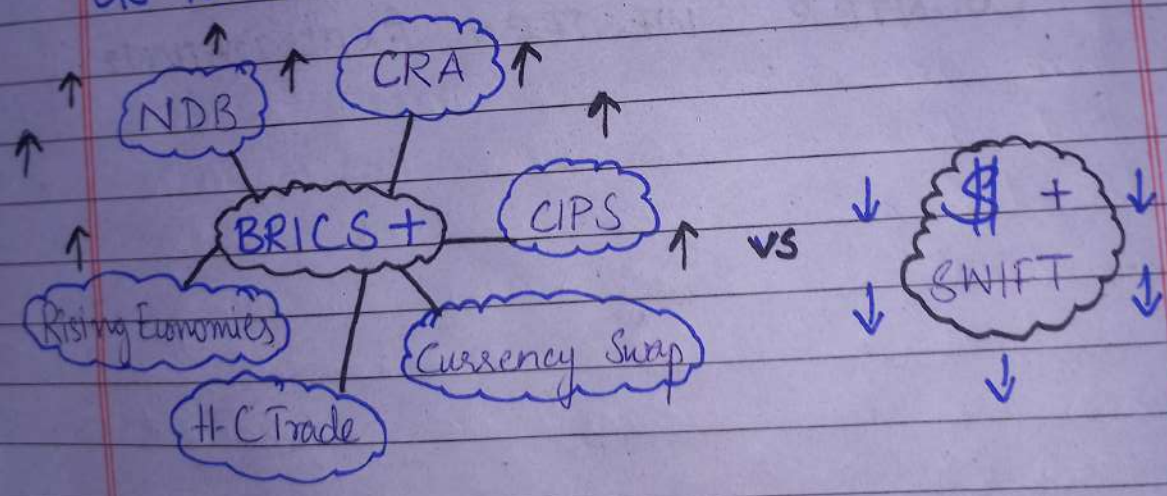 NDB
CRA
BRICS +
CIPS
vs
$ +
SWIFT
Rising Economies
Currency Swap
H-C Trade